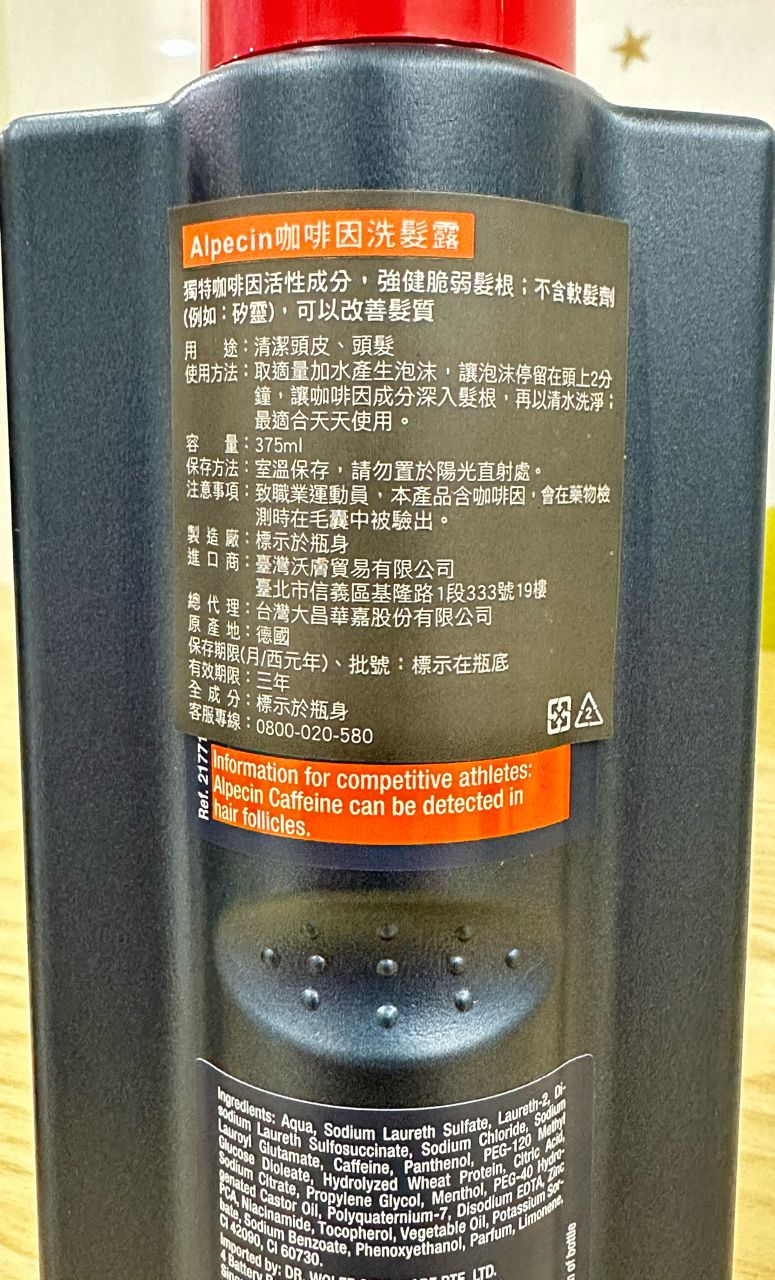 Alpecin咖啡因洗髮露
獨特咖啡因活性成分，強健脆弱髮根；不含軟髮劑
(例如：矽靈)，可以改善髮質
用 途：清潔頭皮、頭髮
使用方法：取適量加水產生泡沫，讓泡沫停留在頭上2分
鐘，讓咖啡因成分深入髮根，再以清水洗淨；
最適合天天使用。
容 量：375ml
保存方法：室溫保存，請勿置於陽光直射處。
注意事項：致職業運動員，本產品含咖啡因，會在藥物檢
測時在毛囊中被驗出。
製 造 廠：標示於瓶身
進 口 商：臺灣沃膚貿易有限公司
臺北市信義區基隆路1段333號19樓
總 代 理：台灣大昌華嘉股份有限公司
原 產 地：德國
保存期限(月/西元年)、批號：標示在瓶底
有效期限：三年
全 成 分：標示於瓶身
客服專線：0800-020-580
2
Ref. 21771
Information for competitive athletes:
Alpecin Caffeine can be detected in
hair follicles.
Ingredients: Aqua, Sodium Laureth Sulfate, Laureth-2, Di-
sodium Laureth Sulfosuccinate, Sodium Chloride, Sodium
Lauroyl Glutamate, Caffeine, Panthenol, PEG-120 Methyl
Glucose Dioleate, Hydrolyzed Wheat Protein, Citric Acid,
Sodium Citrate, Propylene Glycol, Menthol, PEG-40 Hydro-
genated Castor Oil, Polyquaternium-7, Disodium EDTA, Zinc
PCA, Niacinamide, Tocopherol, Vegetable Oil, Potassium Sor-
bate, Sodium Benzoate, Phenoxyethanol, Parfum, Limonene,
CI 42090, CI 60730.
Imported by: DR. WOLFF PTE. LTD.
4 Battery
of bottle